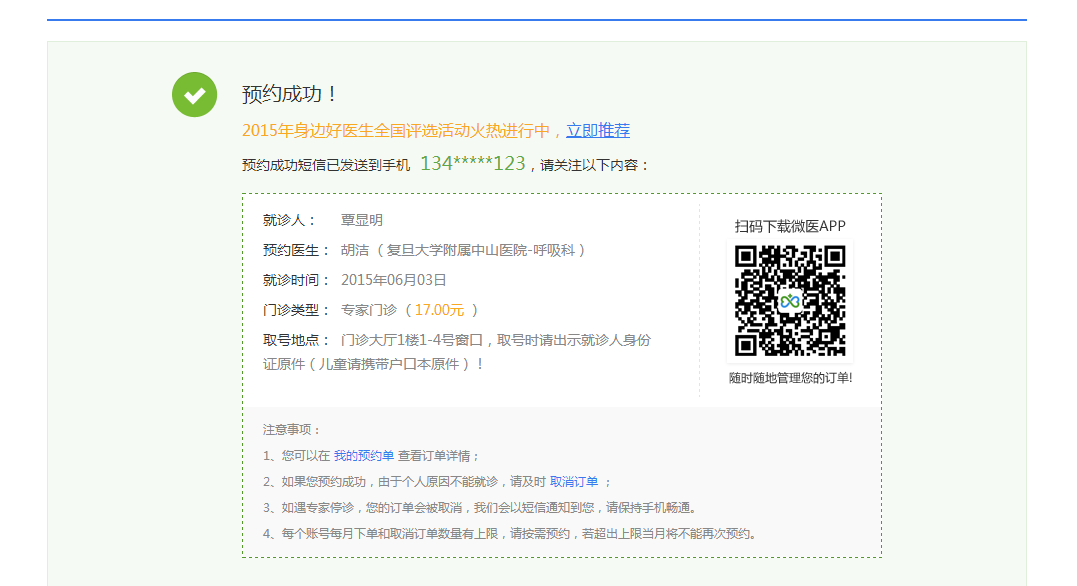 预约成功！
2015年身边好医生全国评选活动火热进行中，立即推荐
预约成功短信已发送到手机 134*****123，请关注以下内容：
就诊人： 覃显明
预约医生： 胡洁（复旦大学附属中山医院-呼吸科）
就诊时间： 2015年06月03日
门诊类型： 专家门诊（17.00元 ）
取号地点： 门诊大厅1楼1-4号窗口，取号时请出示就诊人身份
证原件（儿童请携带户口本原件）！
扫码下载微医APP
随时随地管理您的订单!
注意事项：
1、您可以在 我的预约单 查看订单详情；
2、如果您预约成功，由于个人原因不能就诊，请及时 取消订单 ；
3、如遇专家停诊，您的订单会被取消，我们会以短信通知到您，请保持手机畅通。
4、每个账号每月下单和取消订单数量有上限，请按需预约，若超出上限当月将不能再次预约。